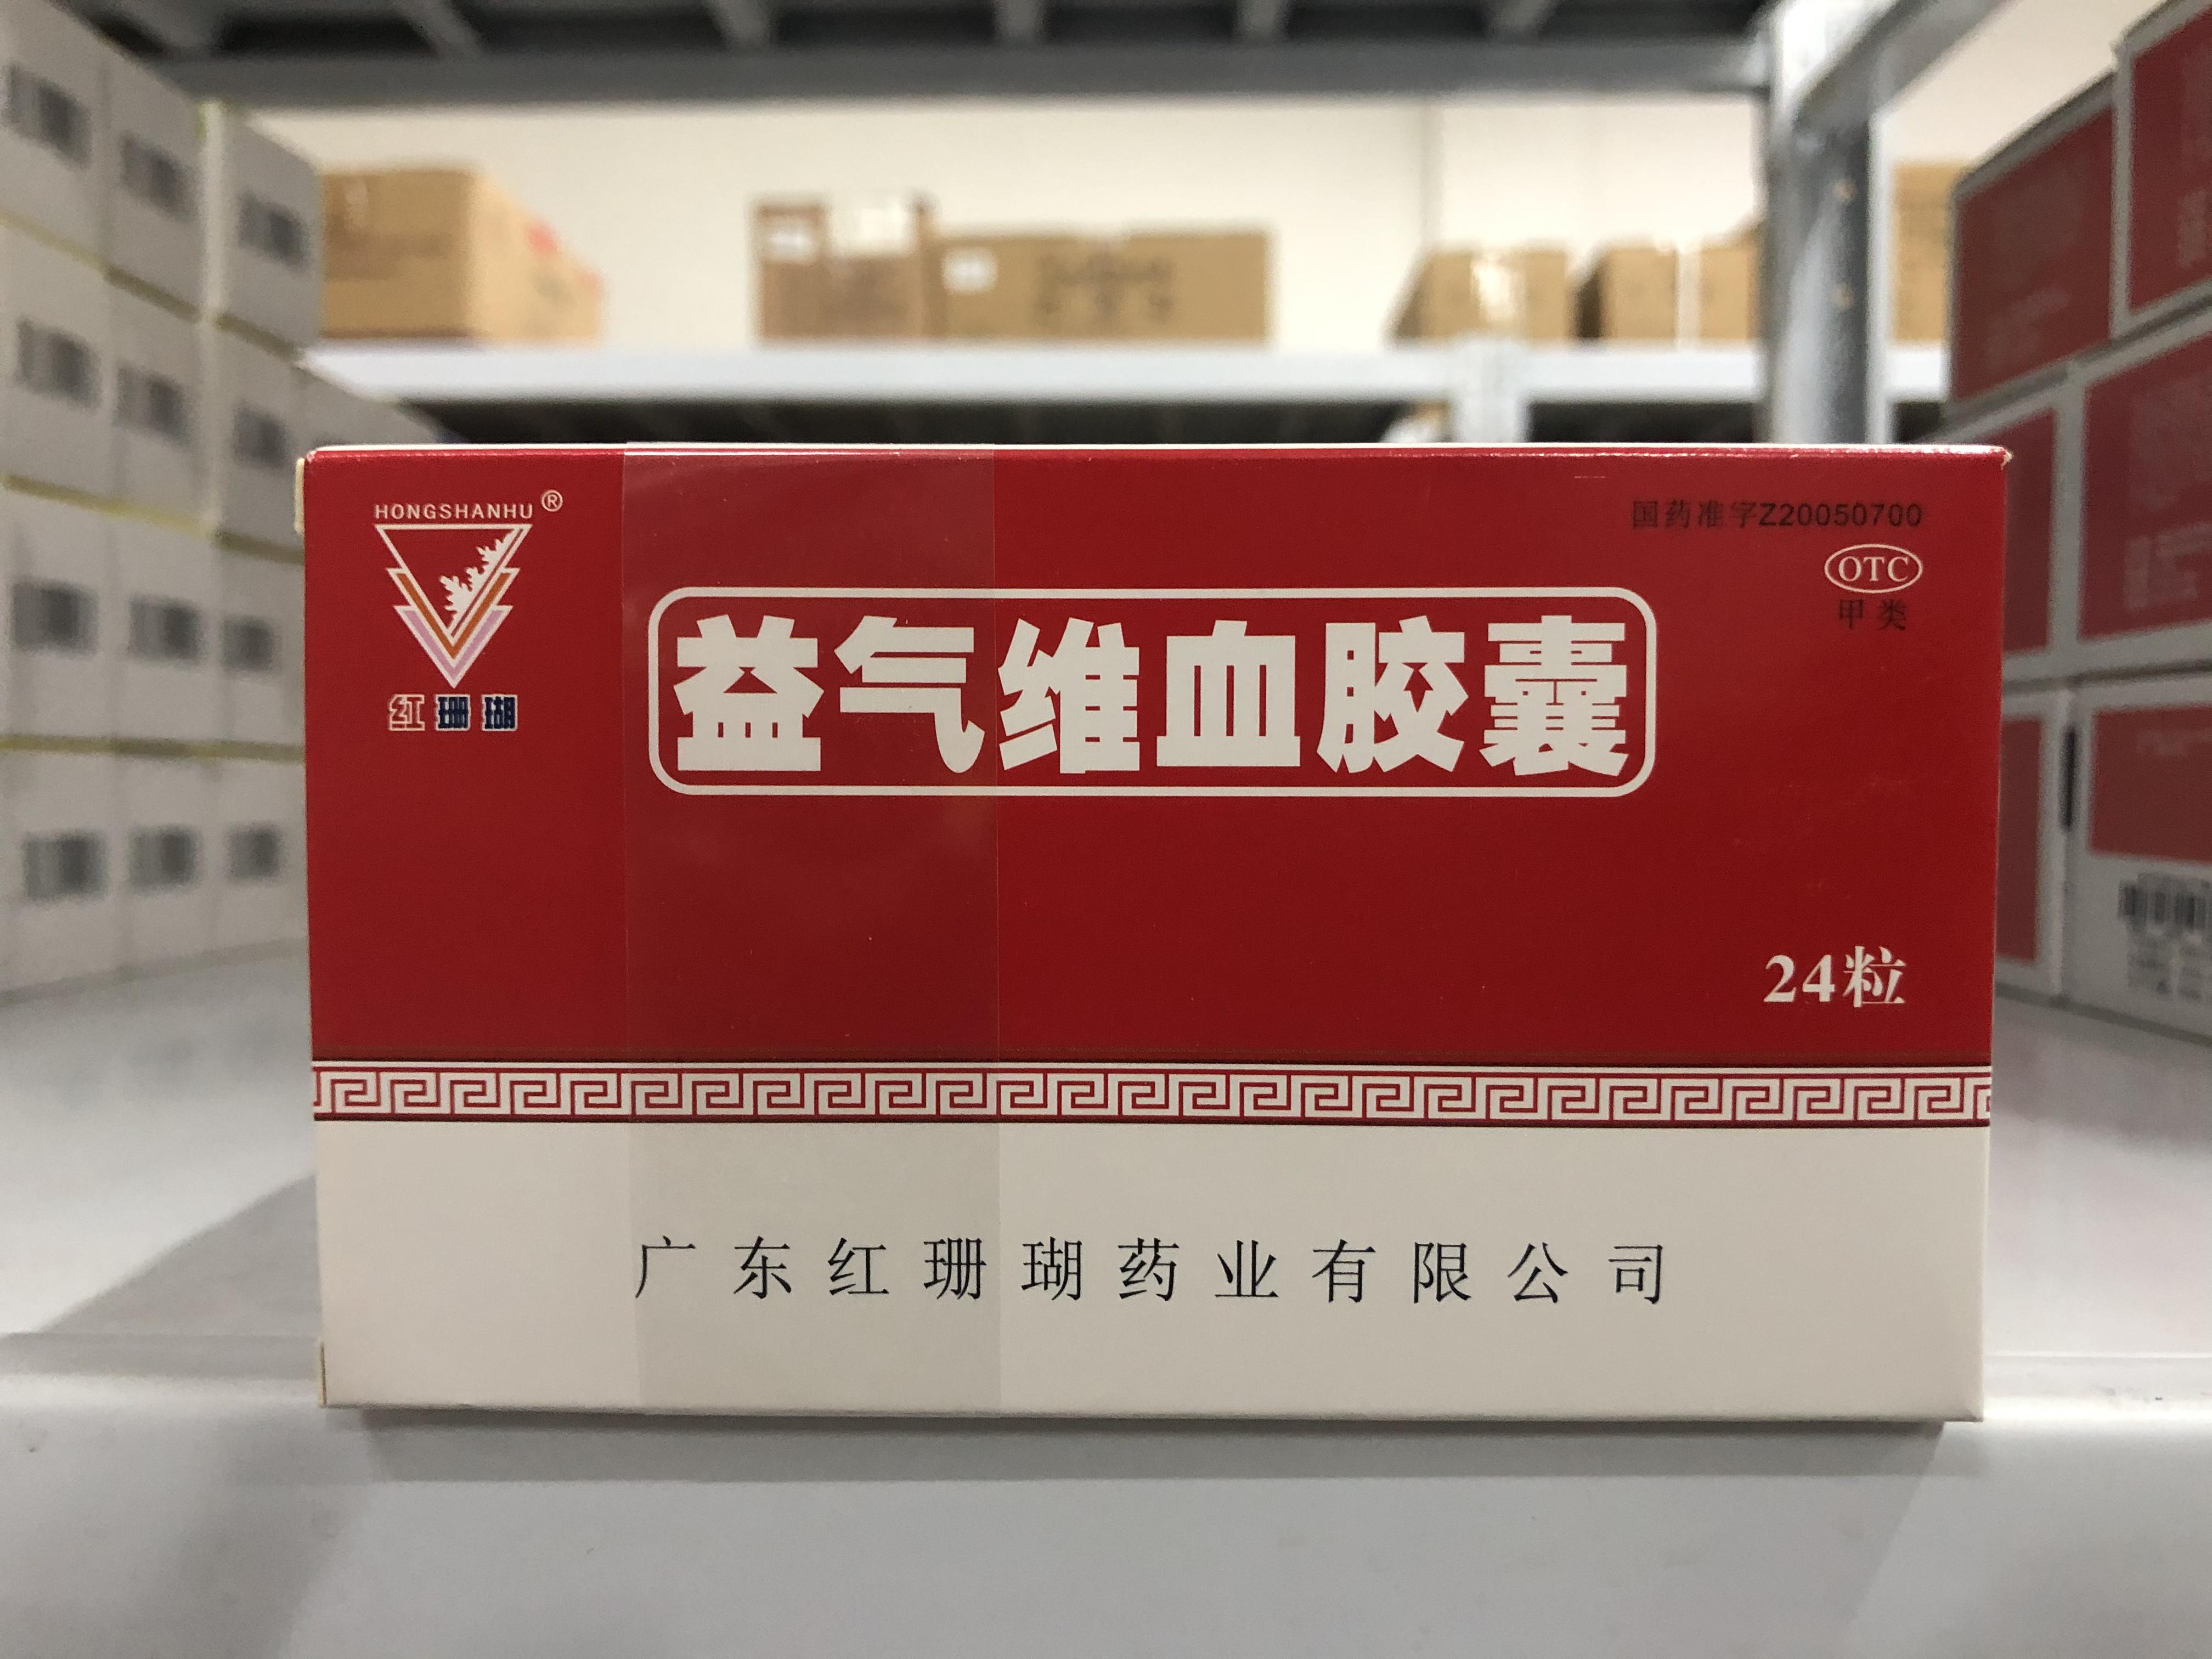 HONGSHANHU®
红珊瑚
国药准字Z20050700
OTC
甲类
益气维血胶囊
24粒
广东红珊瑚药业有限公司